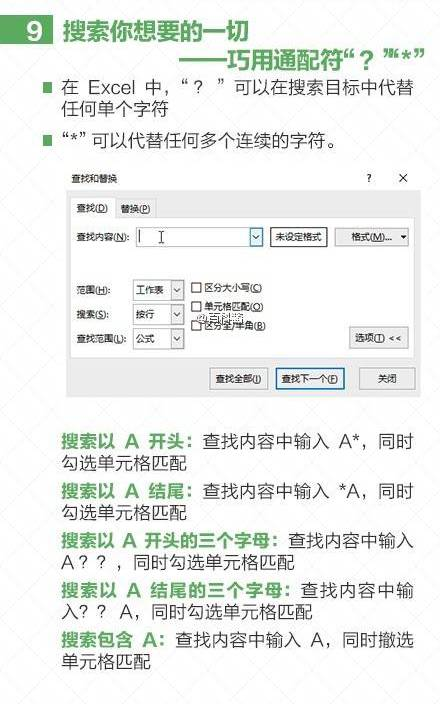 9 搜索你想要的一切
——巧用通配符“？”“*”
在 Excel 中，“？”可以在搜索目标中代替
任何单个字符
“*”可以代替任何多个连续的字符。
查找和替换 ? ×
查找(D) 替换(P)
查找内容(N): 未设定格式 格式(M)...
范围(H): 工作表 区分大小写(C)
搜索(S): 按行 单元格匹配(O)
@百科酱
查找范围(L): 公式 区分全/半角(B)
选项(T) <<
查找全部(I) 查找下一个(F) 关闭
搜索以 A 开头：查找内容中输入 A*，同时
勾选单元格匹配
搜索以 A 结尾：查找内容中输入 *A，同时
勾选单元格匹配
搜索以 A 开头的三个字母：查找内容中输入
A？？，同时勾选单元格匹配
搜索以 A 结尾的三个字母：查找内容中输
入？？A，同时勾选单元格匹配
搜索包含 A：查找内容中输入 A，同时撤选
单元格匹配